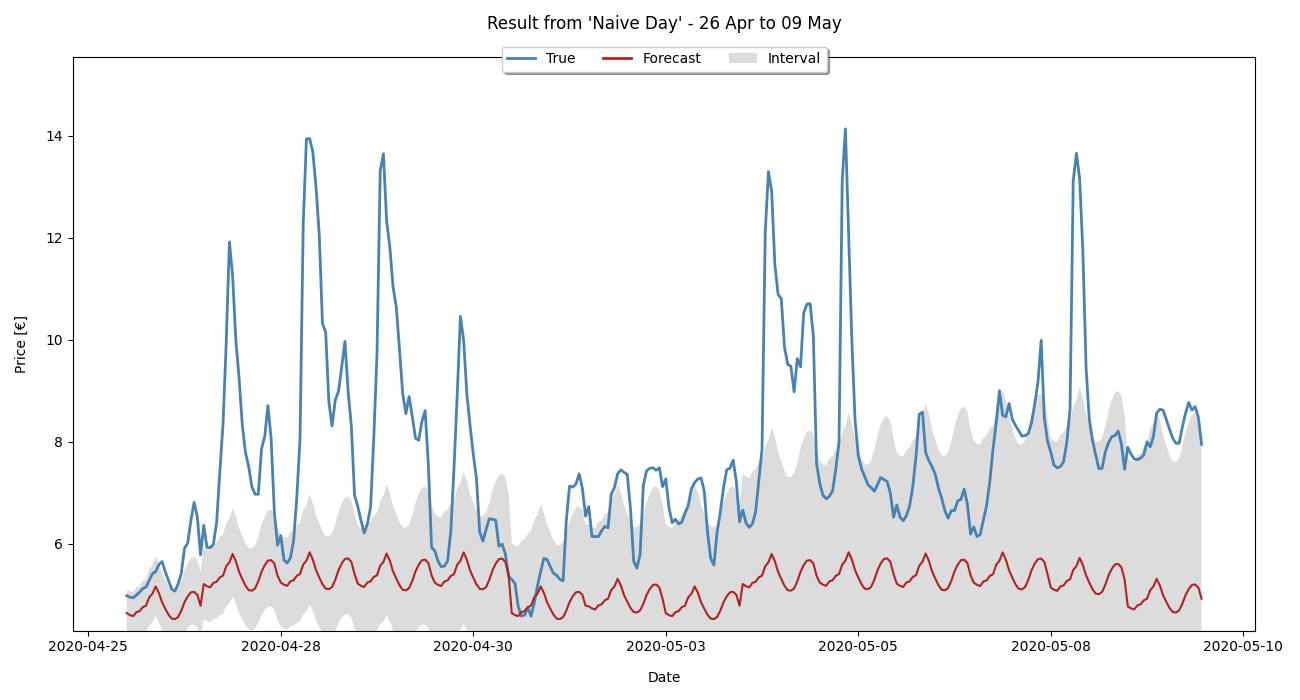 Result from 'Naive Day' - 26 Apr to 09 May
True
Forecast
Interval
Price [€]
14
12
10
8
6
2020-04-25
2020-04-28
2020-04-30
2020-05-03
2020-05-05
2020-05-08
2020-05-10
Date